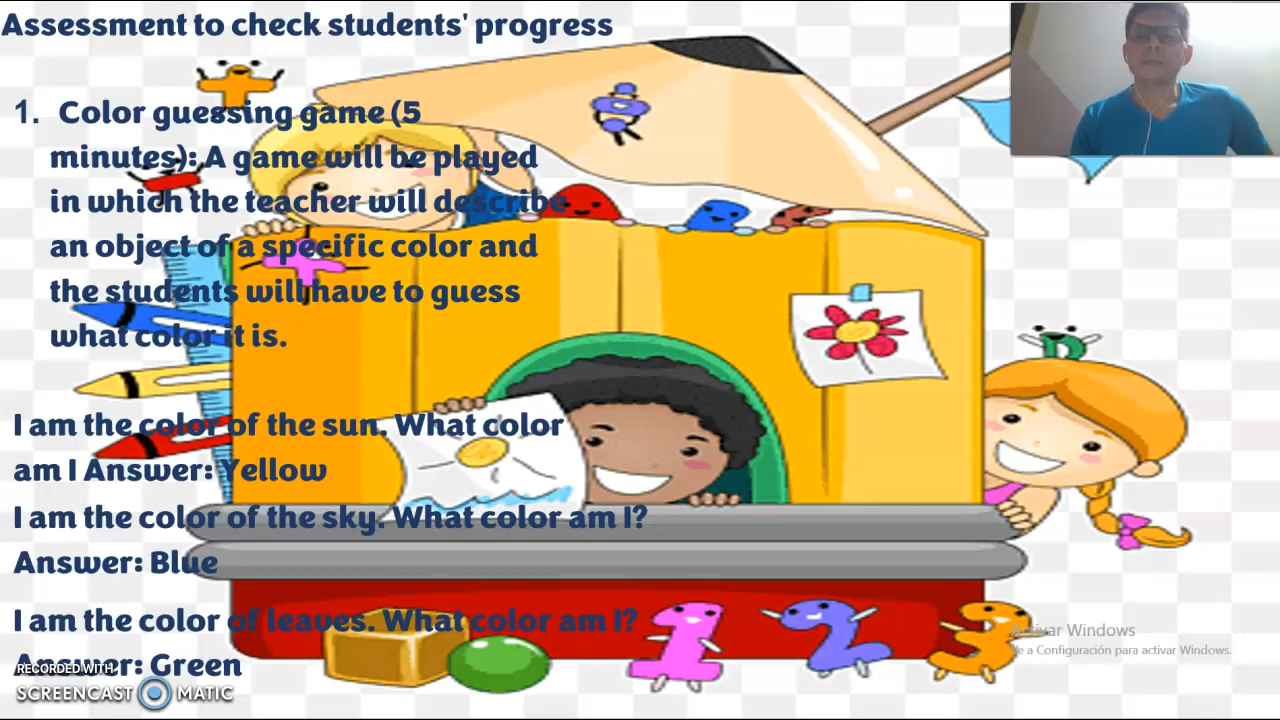 Assessment to check students' progress
1. Color guessing game (5
minutes): A game will be played
in which the teacher will describe
an object of a specific color and
the students will have to guess
what color it is.
I am the color of the sun. What color
am I Answer: Yellow
I am the color of the sky. What color am I?
Answer: Blue
I am the color of leaves. What color am I?
Answer: Green
D
1 2 3
Activar Windows
Ve a Configuración para activar Windows.
RECORDED WITH
SCREENCAST MATIC